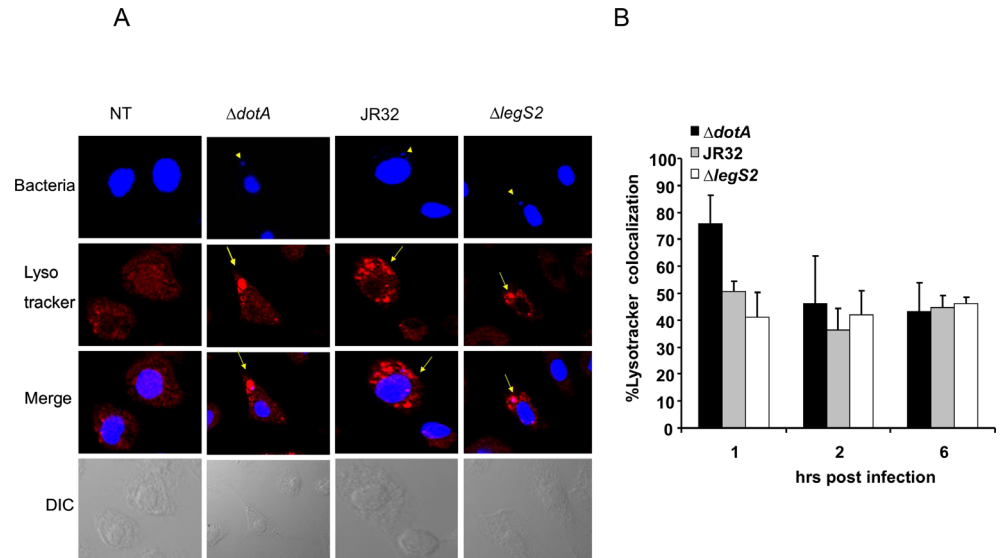 A
NT ΔdotA JR32 ΔlegS2
Bacteria
Lyso
tracker
Merge
DIC
B
ΔdotA
JR32
ΔlegS2
%Lysotracker colocalization
100
90
80
70
60
50
40
30
20
10
0
1 2 6
hrs post infection